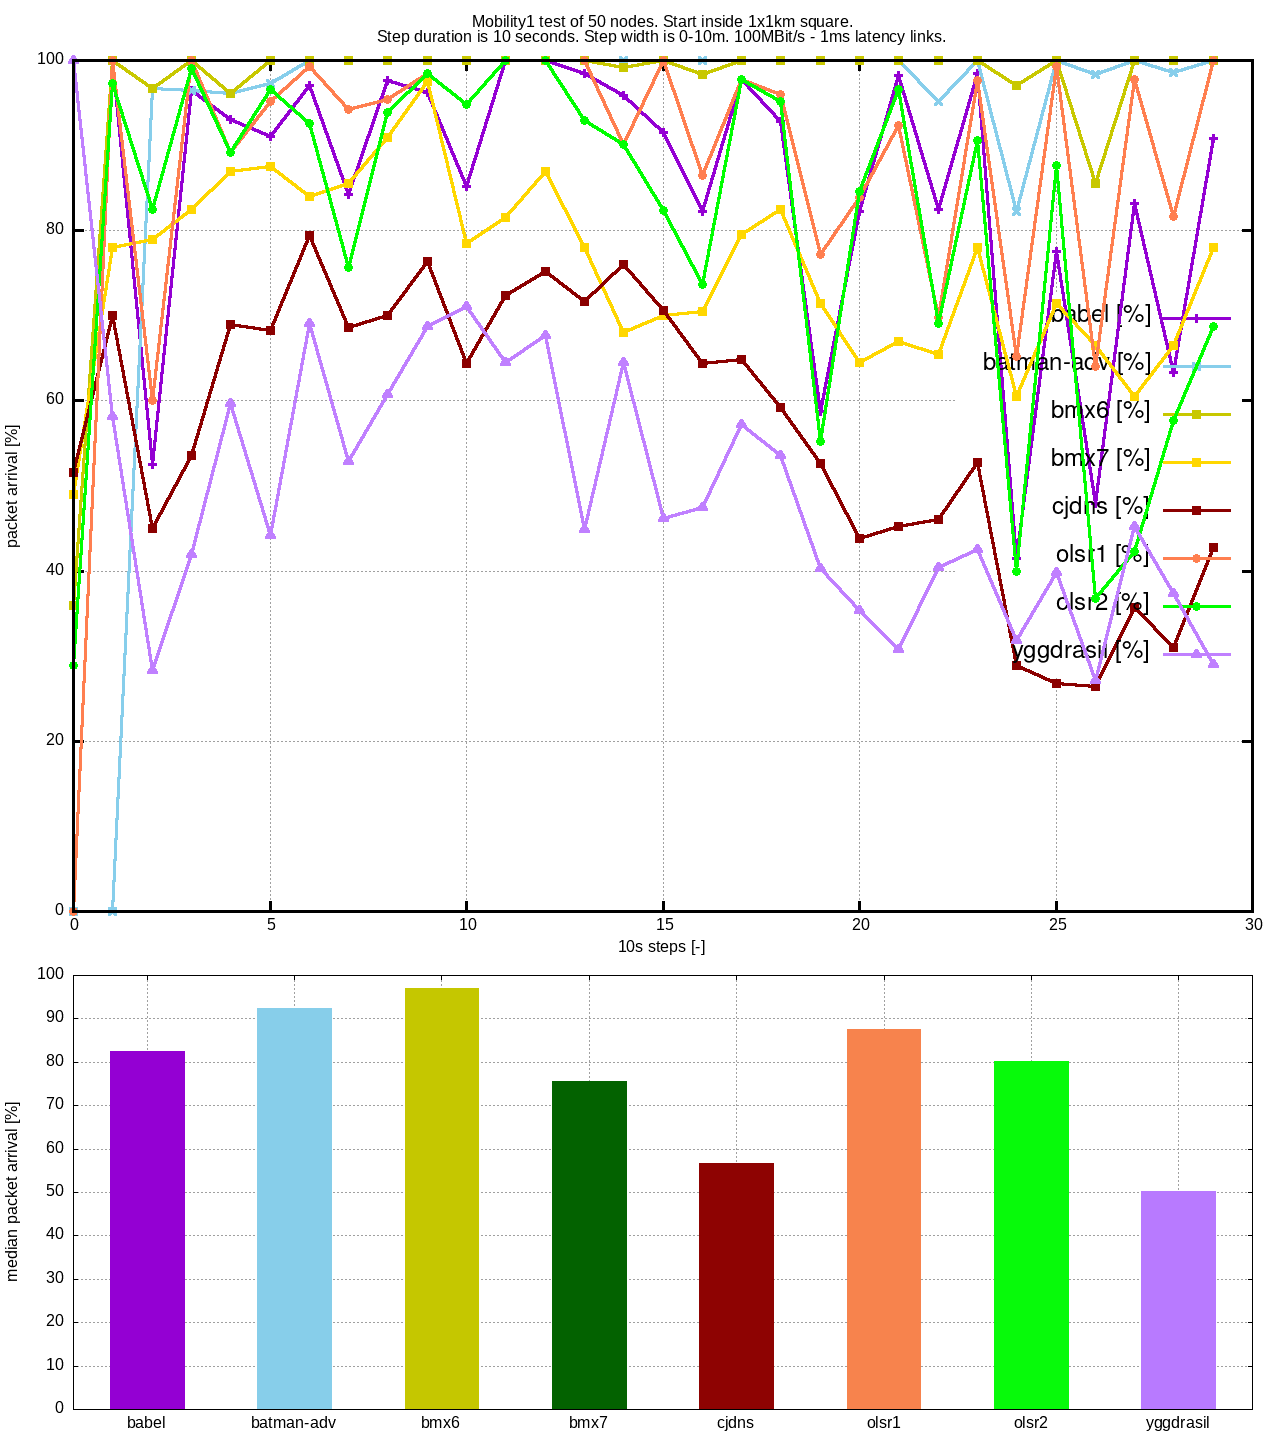 Mobility1 test of 50 nodes. Start inside 1x1km square.
Step duration is 10 seconds. Step width is 0-10m. 100MBit/s - 1ms latency links.
100
80
60
40
20
0
packet arrival [%]
babel [%]
batman-adv [%]
bmx6 [%]
bmx7 [%]
cjdns [%]
olsr1 [%]
olsr2 [%]
yggdrasil [%]
0 5 10 15 20 25 30
10s steps [-]
100
90
80
70
60
50
40
30
20
10
0
median packet arrival [%]
babel batman-adv bmx6 bmx7 cjdns olsr1 olsr2 yggdrasil